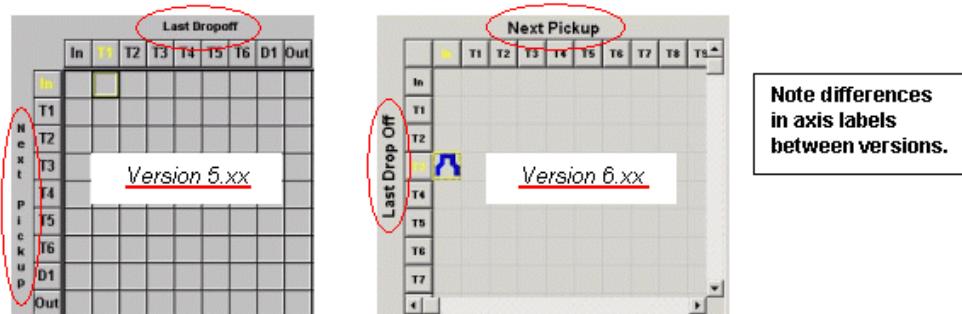 Last Dropoff
In T1 T2 T3 T4 T5 T6 D1 Out
Next Pickup
In
T1
T2
T3
T4
T5
T6
D1
Out
Version 5.xx
Next Pickup
In T1 T2 T3 T4 T5 T6 T7 T8 T9
Last Drop Off
In
T1
T2
T3
T4
T5
T6
T7
Version 6.xx
Note differences
in axis labels
between versions.